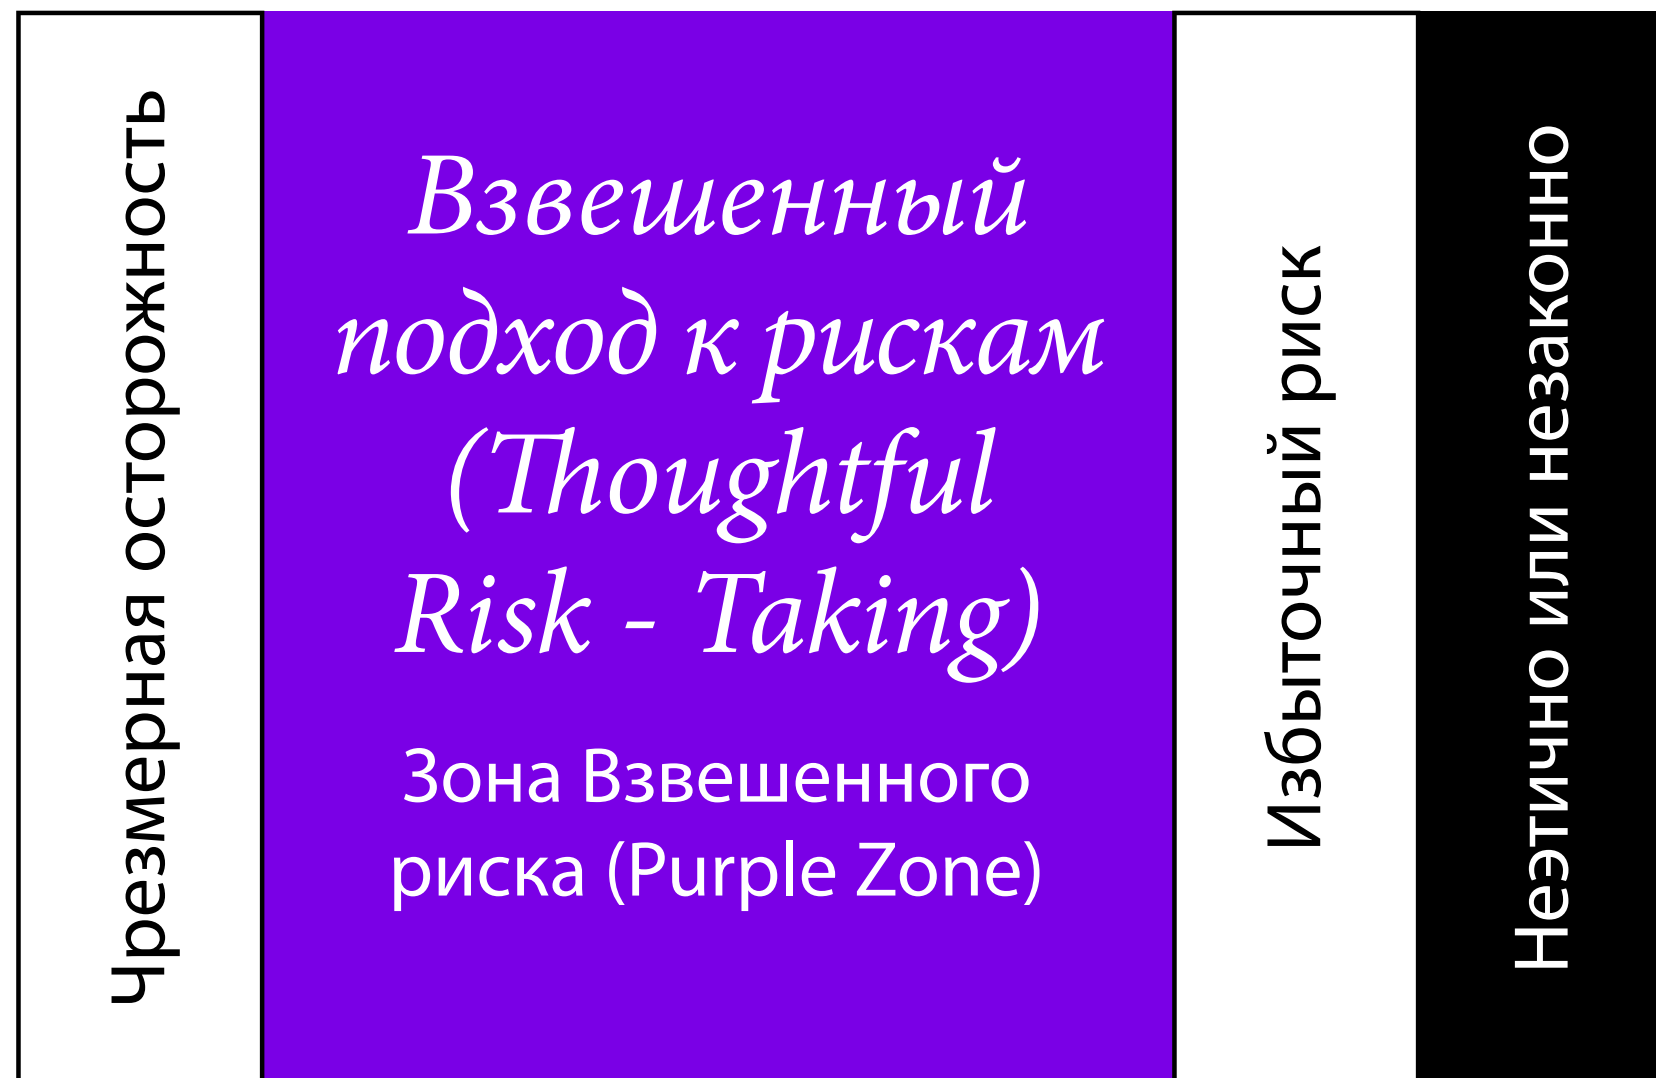 Чрезмерная осторожность
Взвешенный
подход к рискам
(Thoughtful
Risk - Taking)
Зона Взвешенного
риска (Purple Zone)
Избыточный риск
Неэтично или незаконно